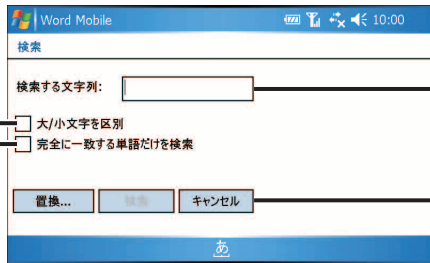 Word Mobile 10:00
検索
検索する文字列:
大/小文字を区別
完全に一致する単語だけを検索
置換... 検索 キャンセル
あ